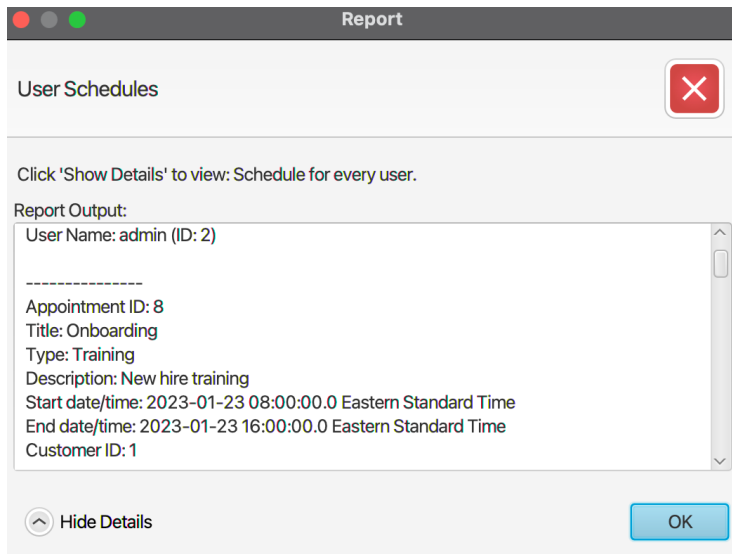 Report
User Schedules
Click 'Show Details' to view: Schedule for every user.
Report Output:
User Name: admin (ID: 2)
---------------
Appointment ID: 8
Title: Onboarding
Type: Training
Description: New hire training
Start date/time: 2023-01-23 08:00:00.0 Eastern Standard Time
End date/time: 2023-01-23 16:00:00.0 Eastern Standard Time
Customer ID: 1
Hide Details
OK